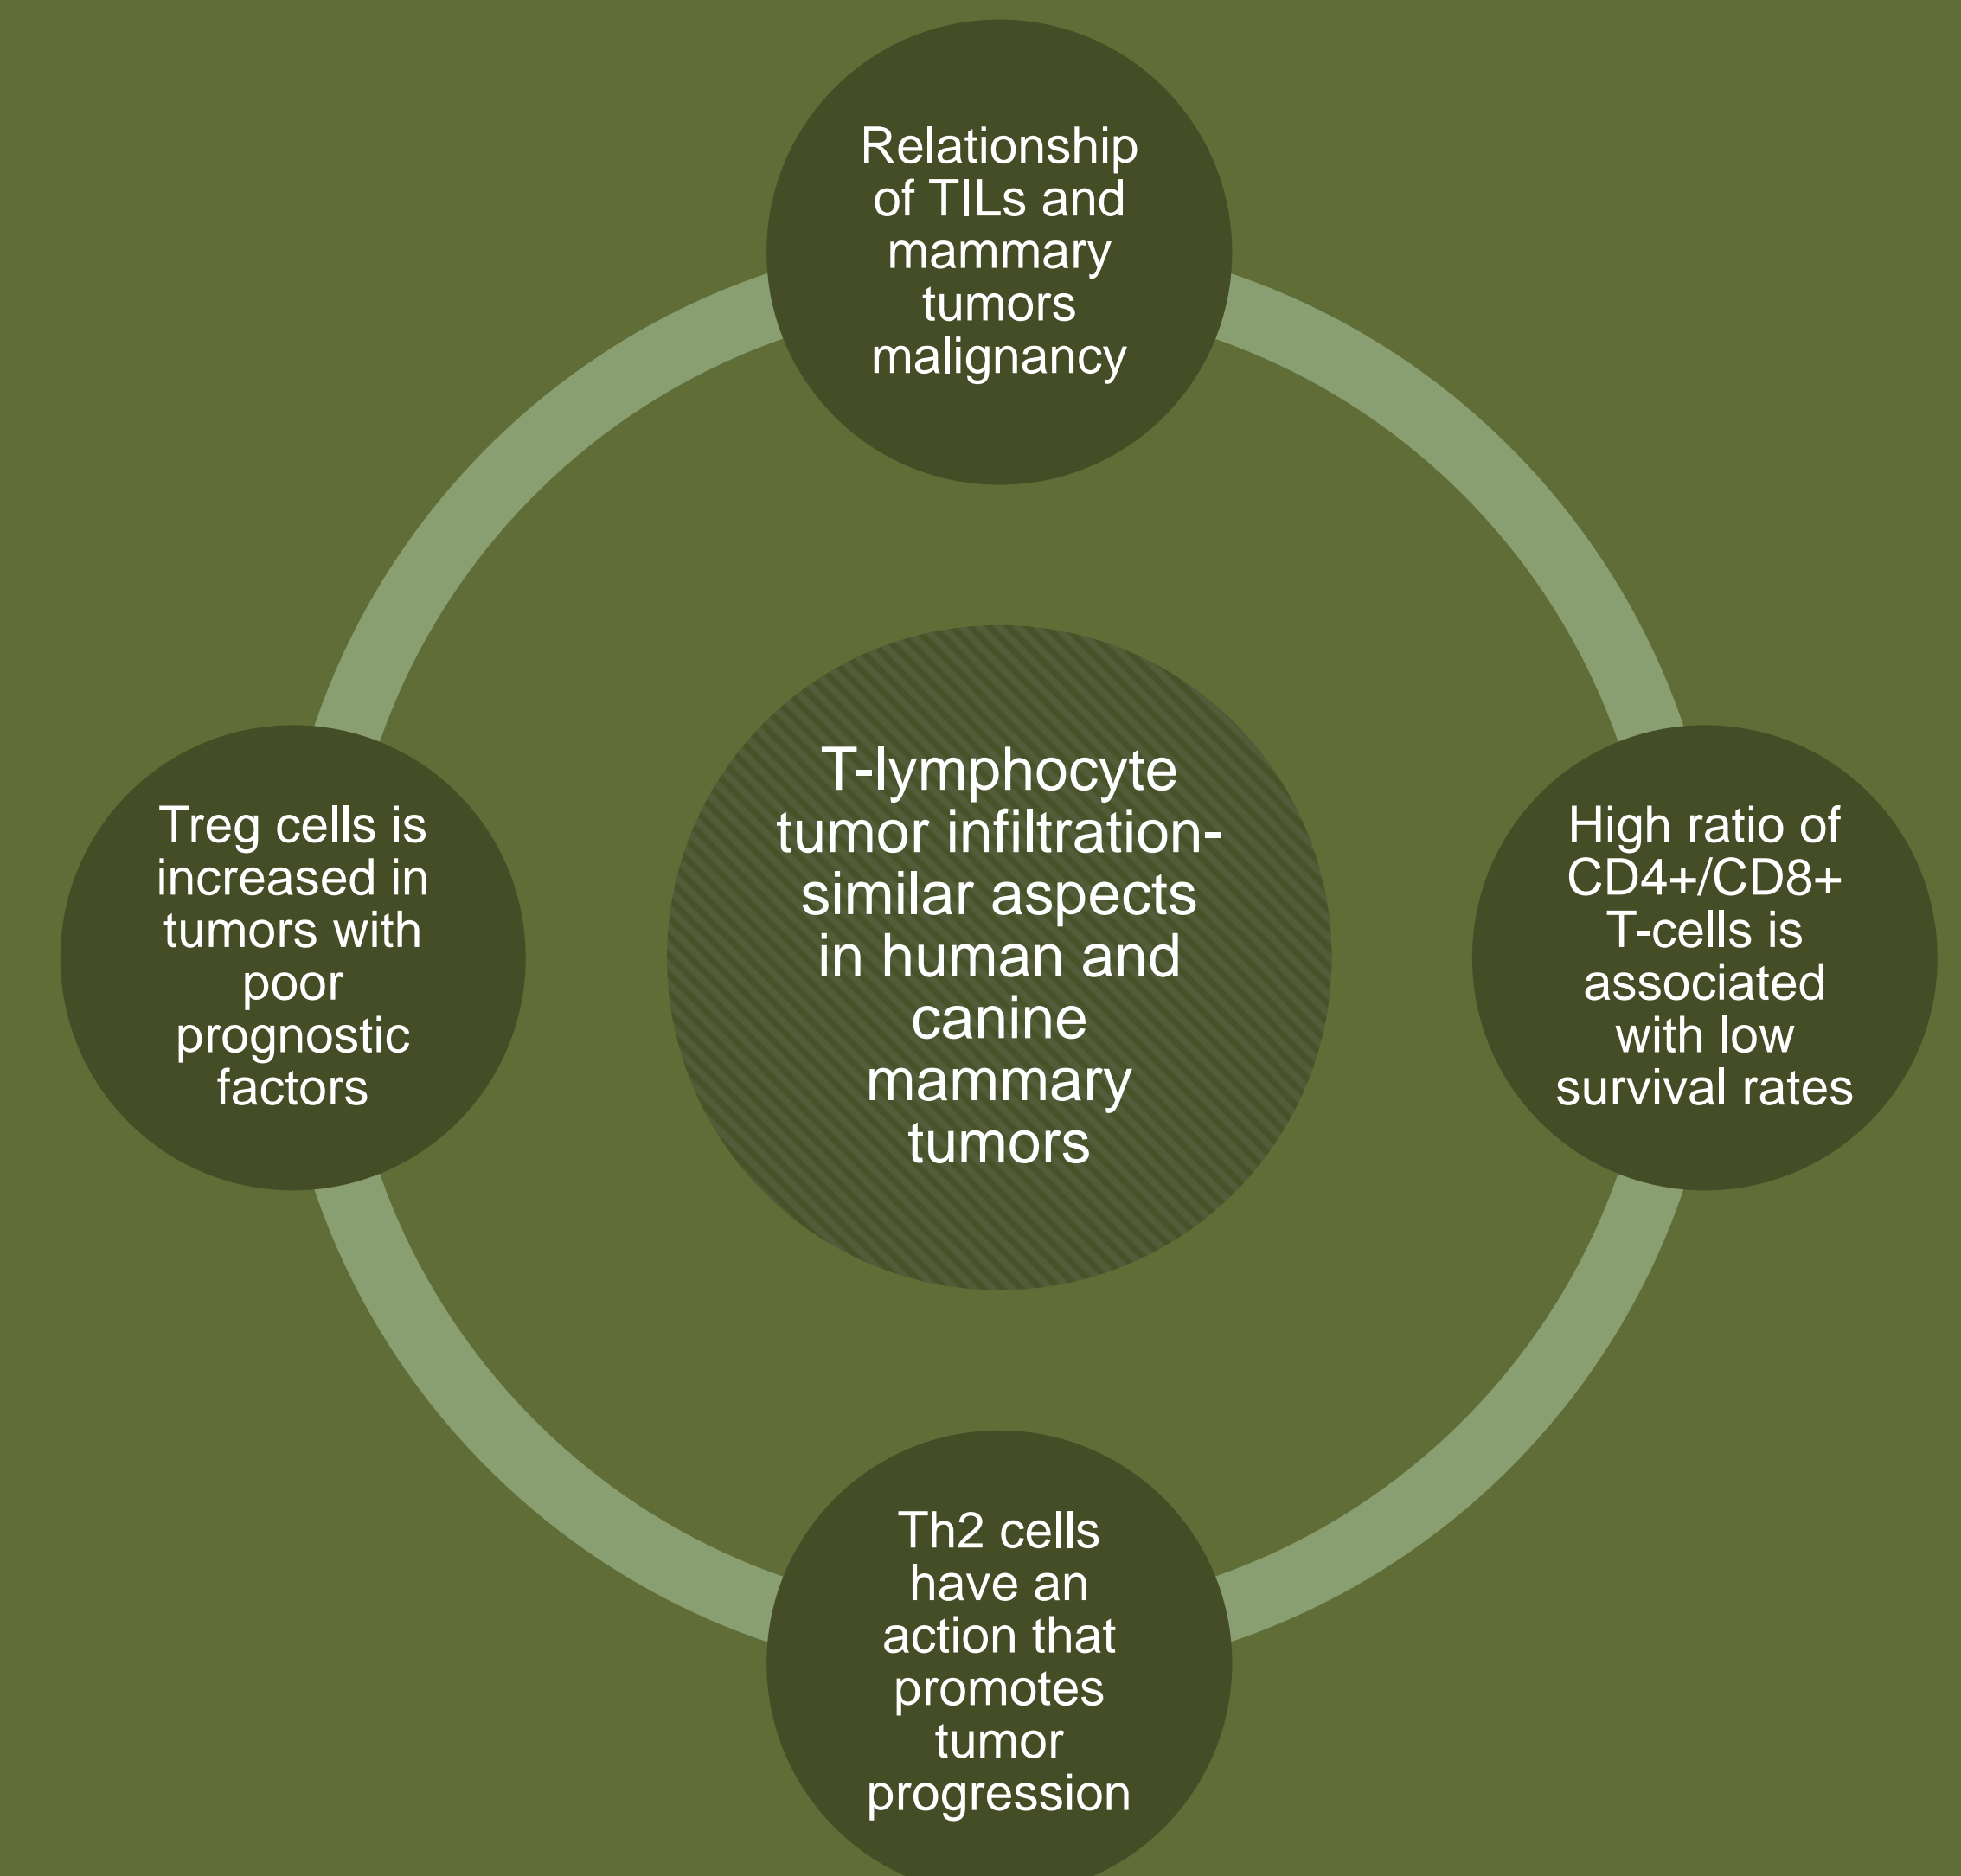 Relationship
of TILs and
mammary
tumors
malignancy
T-lymphocyte
tumor infiltration-
similar aspects
in human and
canine
mammary
tumors
High ratio of
CD4+/CD8+
T-cells is
associated
with low
survival rates
Th2 cells
have an
action that
promotes
tumor
progression
Treg cells is
increased in
tumors with
poor
prognostic
factors